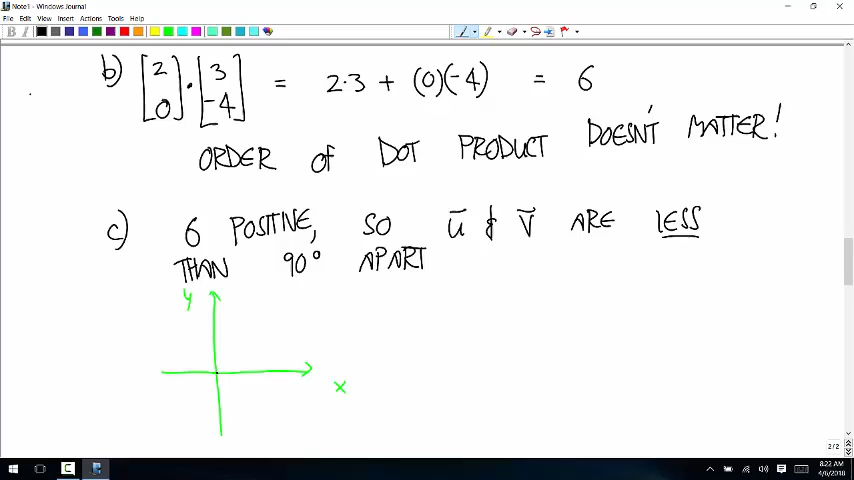 Note1 - Windows Journal
File Edit View Insert Actions Tools Help
b) [2 0] · [3 -4] = 2·3 + (0)(-4) = 6
ORDER of DOT PRODUCT DOESN'T MATTER!
c) 6 POSITIVE, SO u & v ARE LESS
THAN 90° APART
y
x
2/2
8:22 AM
4/6/2018